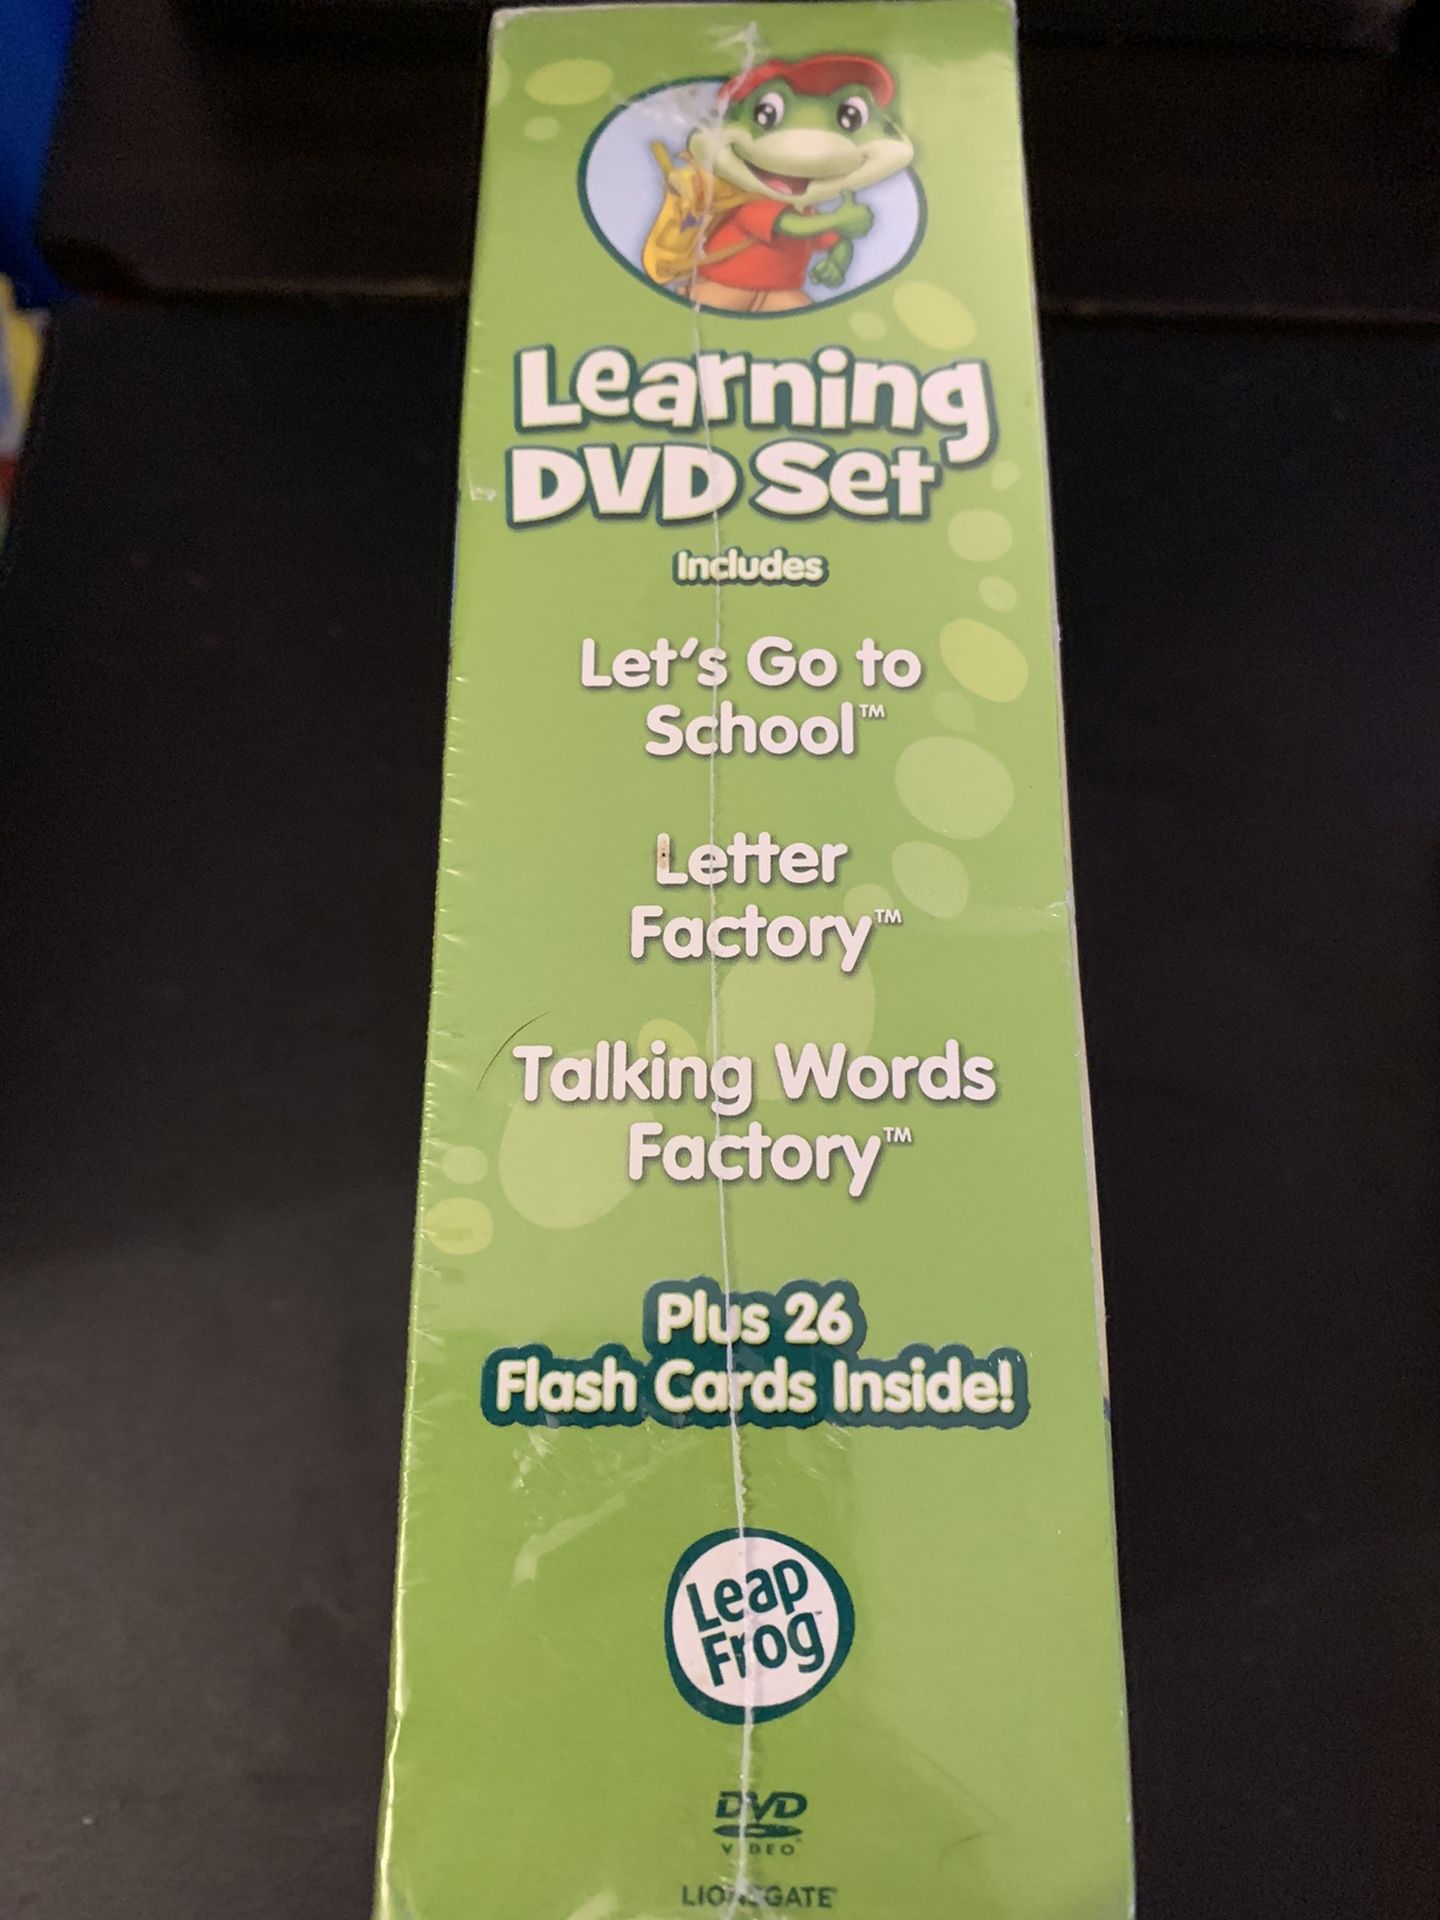 Learning
DVD Set
Includes
Let's Go to
School™
Letter
Factory™
Talking Words
Factory™
Plus 26
Flash Cards Inside!
Leap
Frog
DVD
VIDEO
LIONSGATE